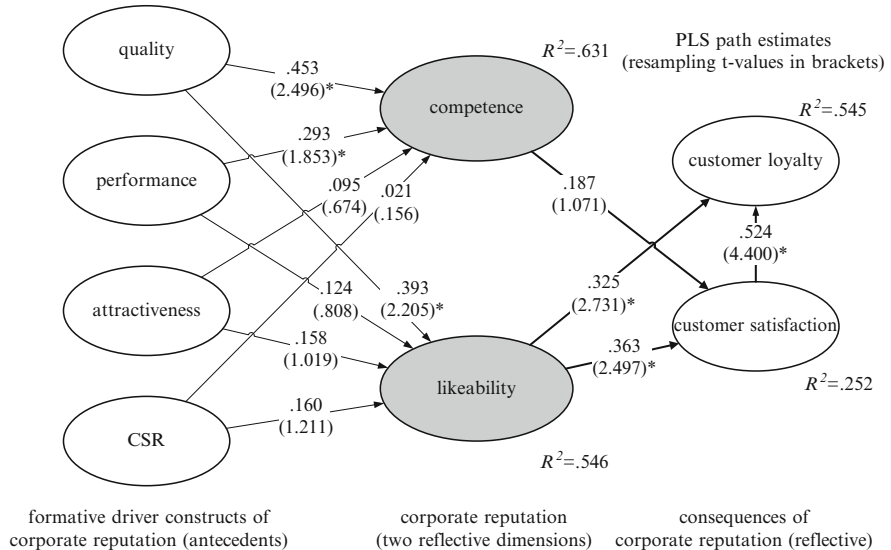 quality
performance
attractiveness
CSR
.453
(2.496)*
.293
(1.853)*
.095
(.674)
.021
(.156)
.124
(.808)
.393
(2.205)*
.158
(1.019)
.160
(1.211)
R²=.631
competence
likeability
R²=.546
PLS path estimates
(resampling t-values in brackets)
R²=.545
customer loyalty
.187
(1.071)
.524
(4.400)*
.325
(2.731)*
customer satisfaction
.363
(2.497)*
R²=.252
formative driver constructs of
corporate reputation (antecedents)
corporate reputation
(two reflective dimensions)
consequences of
corporate reputation (reflective)